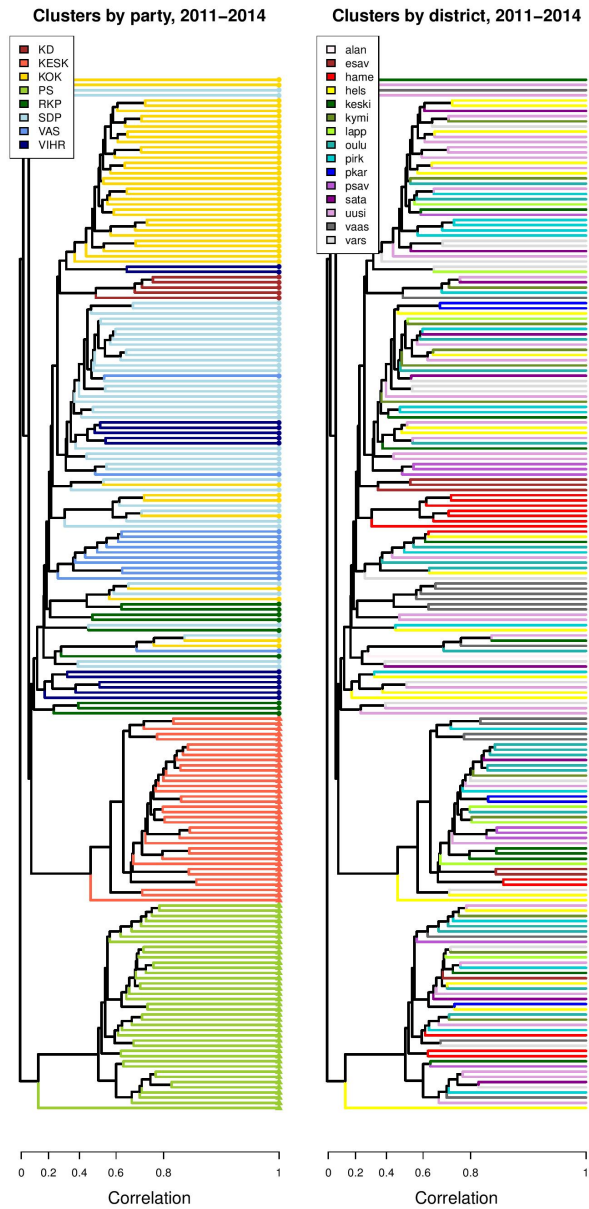 Clusters by party, 2011−2014
KD
KESK
KOK
PS
RKP
SDP
VAS
VIHR
0 0.2 0.4 0.6 0.8 1
Correlation
Clusters by district, 2011−2014
alan
esav
hame
hels
keski
kymi
lapp
oulu
pirk
pkar
psav
sata
uusi
vaas
vars
0 0.2 0.4 0.6 0.8 1
Correlation